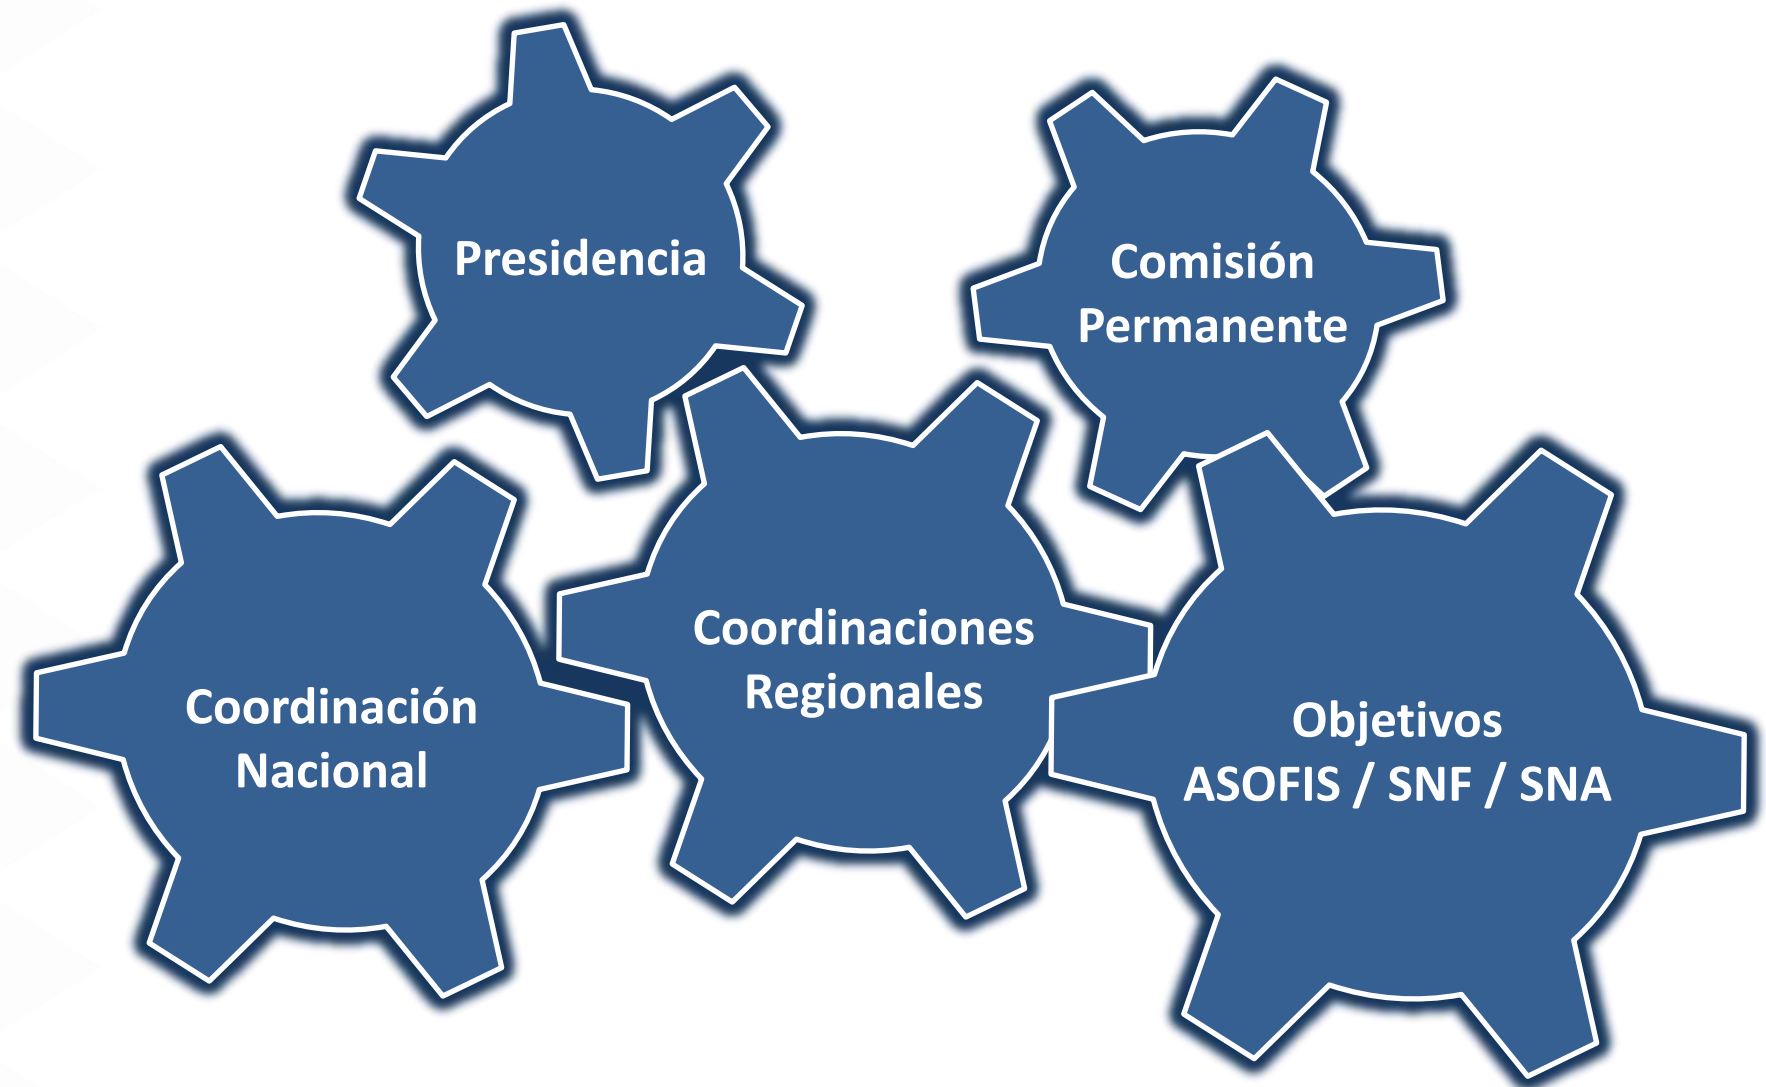 Presidencia
Comisión
Permanente
Coordinaciones
Regionales
Coordinación
Nacional
Objetivos
ASOFIS / SNF / SNA